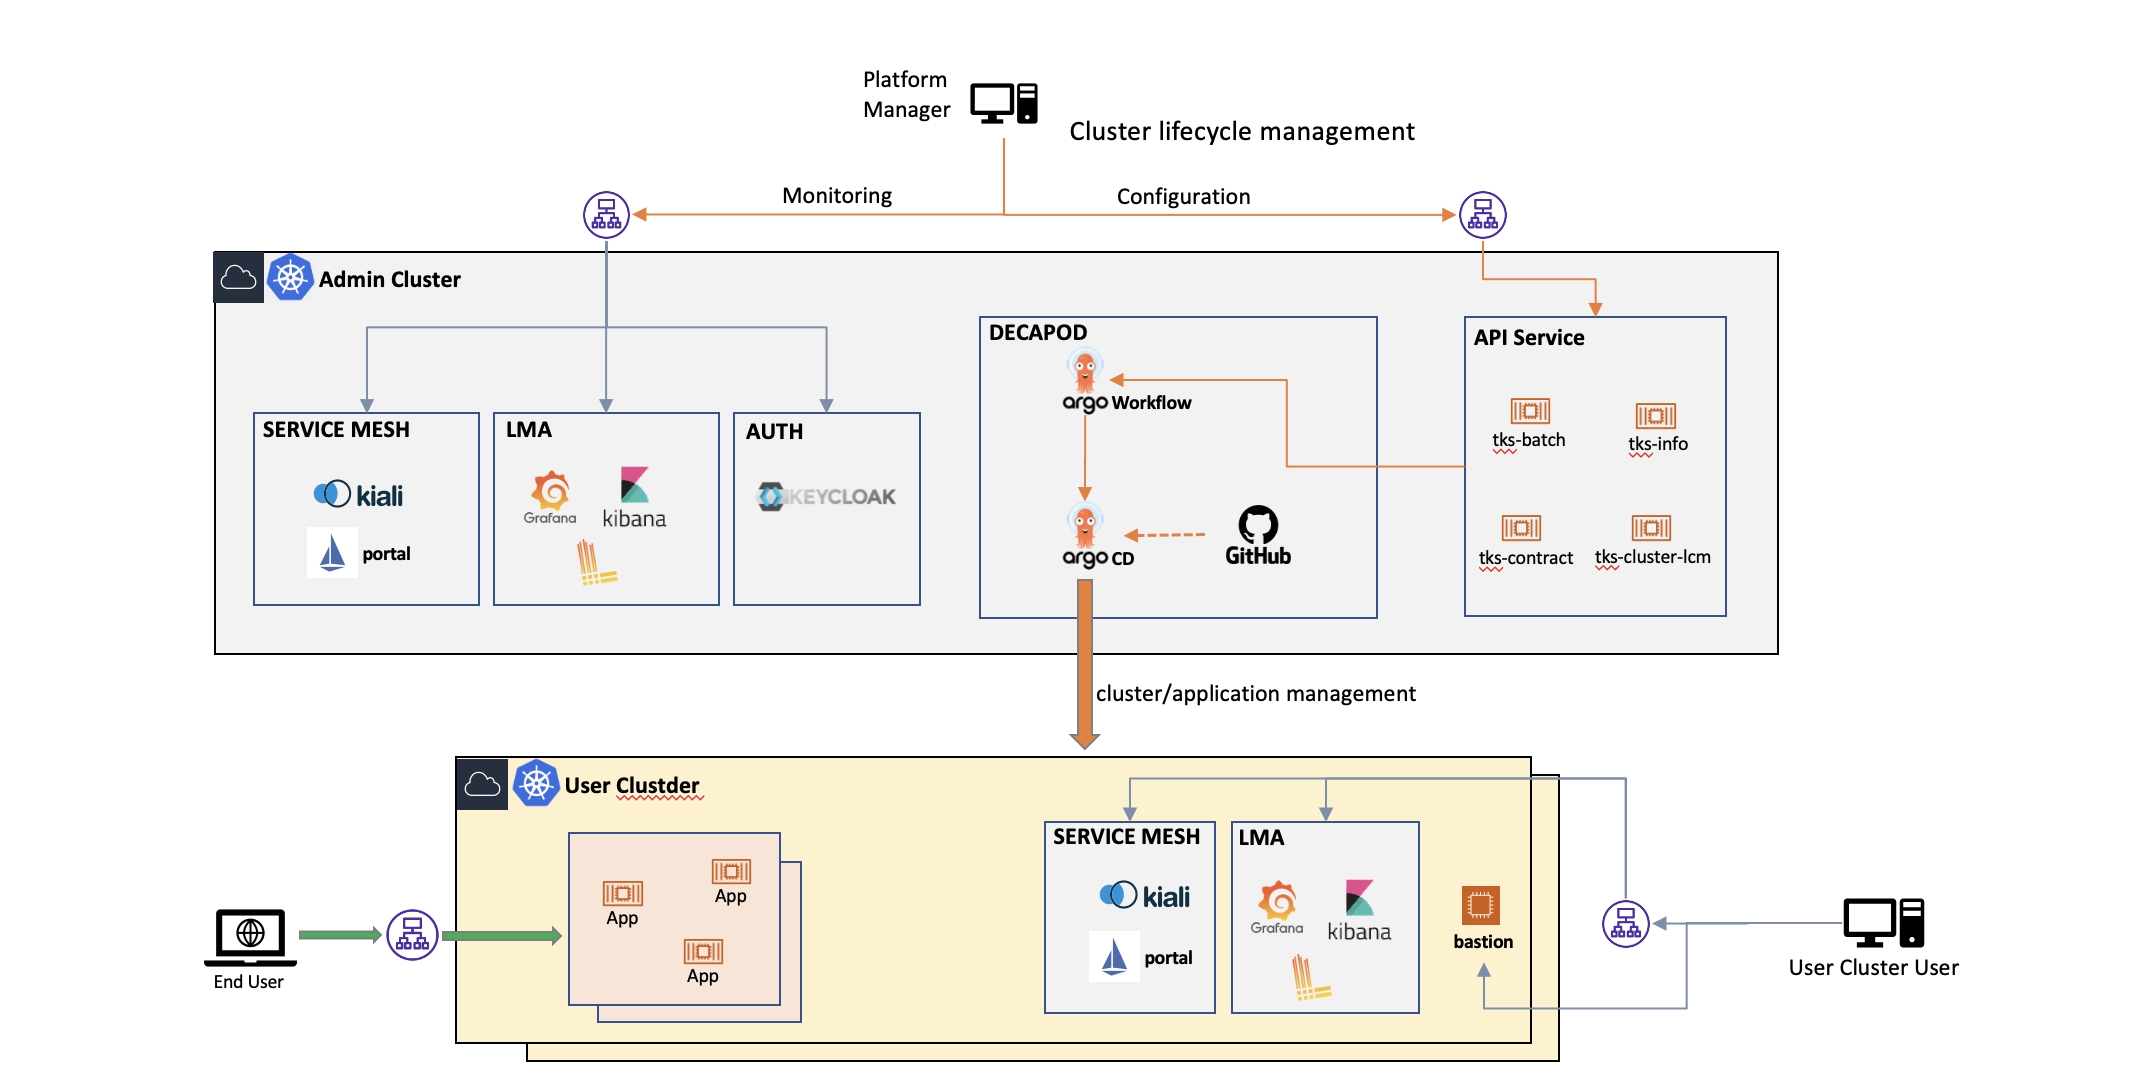 Platform
Manager
Cluster lifecycle management
Monitoring
Configuration
Admin Cluster
SERVICE MESH
kiali
portal
LMA
Grafana
kibana
AUTH
KEYCLOAK
DECAPOD
argo Workflow
argo CD
GitHub
API Service
tks-batch
tks-info
tks-contract
tks-cluster-lcm
cluster/application management
User Clustder
App
App
App
SERVICE MESH
kiali
portal
LMA
Grafana
kibana
bastion
End User
User Cluster User